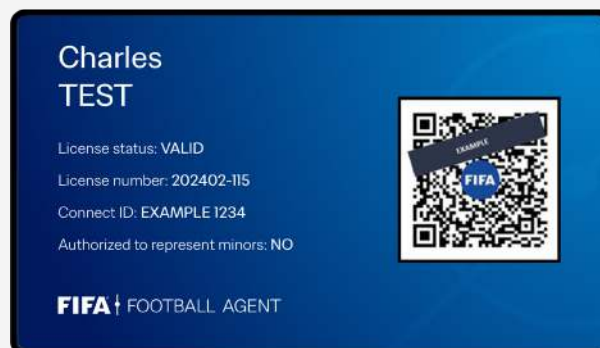 Charles
TEST
License status: VALID
License number: 202402-115
Connect ID: EXAMPLE 1234
Authorized to represent minors: NO
FIFA FOOTBALL AGENT
EXAMPLE
FIFA